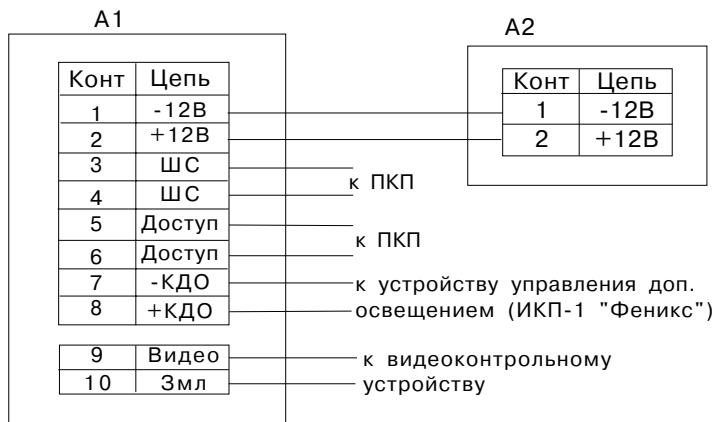 А1
А2
Конт Цепь
1 -12В
2 +12В
3 ШС
4 ШС
5 Доступ
6 Доступ
7 -КДО
8 +КДО
9 Видео
10 Змл
Конт Цепь
1 -12В
2 +12В
к ПКП
к ПКП
к устройству управления доп.
освещением (ИКП-1 "Феникс")
к видеоконтрольному
устройству